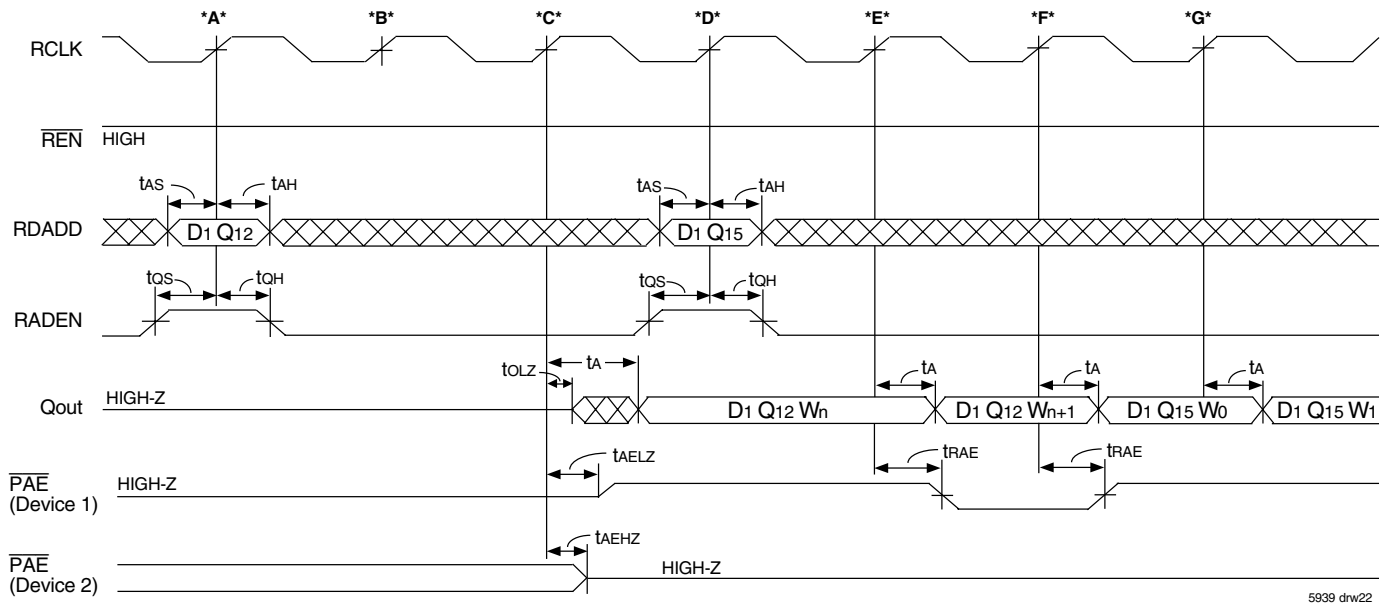 *A* *B* *C* *D* *E* *F* *G*
RCLK
REN HIGH
tAS tAH tAS tAH
RDADD D1 Q12 D1 Q15
tQS tQH tQS tQH
RADEN
tOLZ tA tA tA tA
Qout HIGH-Z D1 Q12 Wn D1 Q12 Wn+1 D1 Q15 W0 D1 Q15 W1
tAELZ tRAE tRAE
PAE
(Device 1) HIGH-Z
tAEHZ
PAE
(Device 2) HIGH-Z
5939 drw22